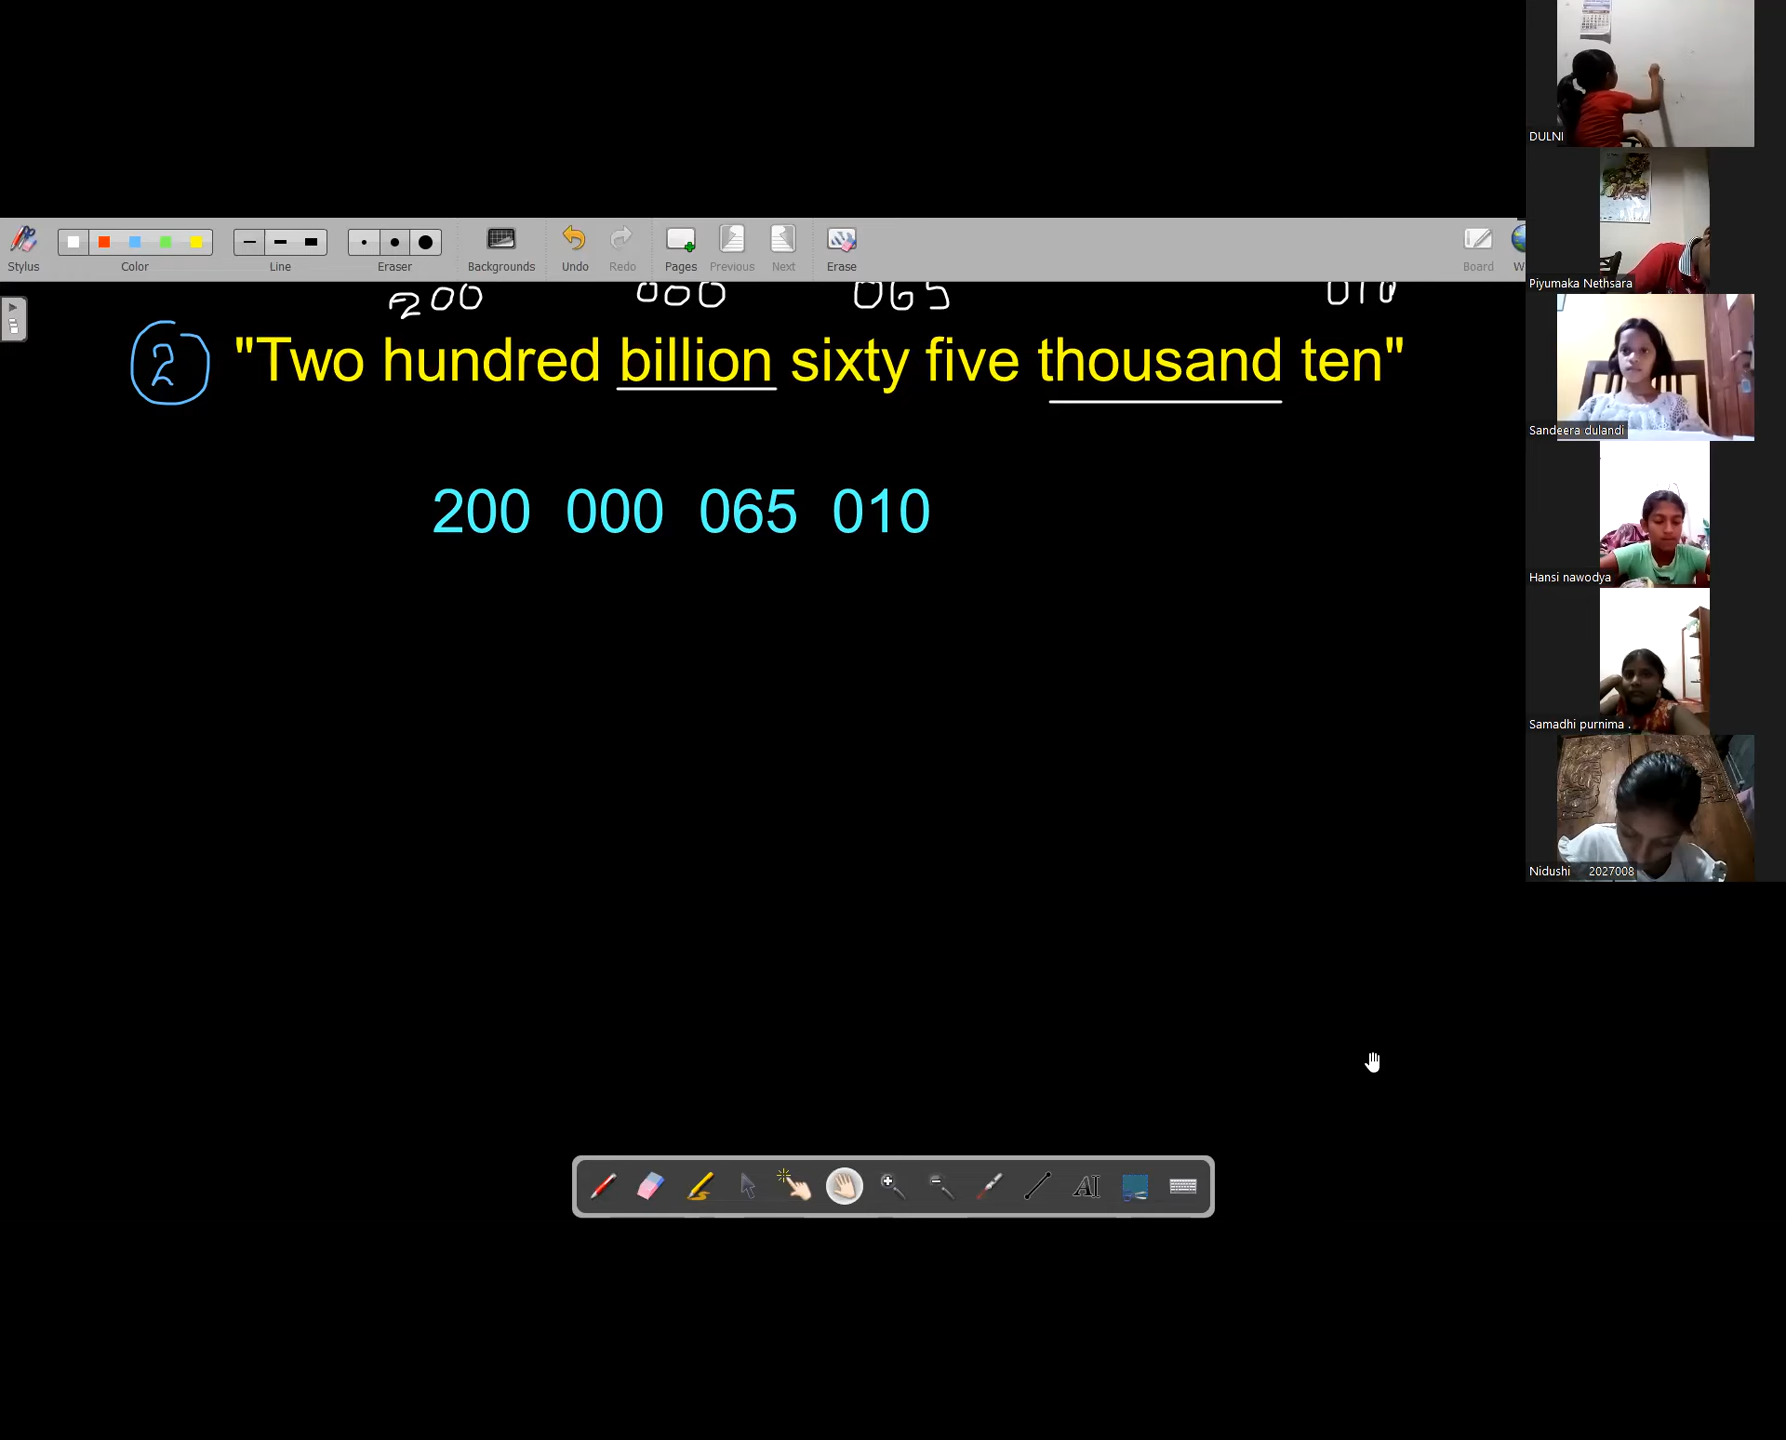 DULNI
Piyumaka Nethsara
Stylus
Color
Line
Eraser
Backgrounds
Undo
Redo
Pages
Previous
Next
Erase
Board
W
200 000 065 010
2 "Two hundred billion sixty five thousand ten"
200 000 065 010
Sandeera dulandi
Hansi nawodya
Samadhi purnima .
Nidushi 2027008
AI